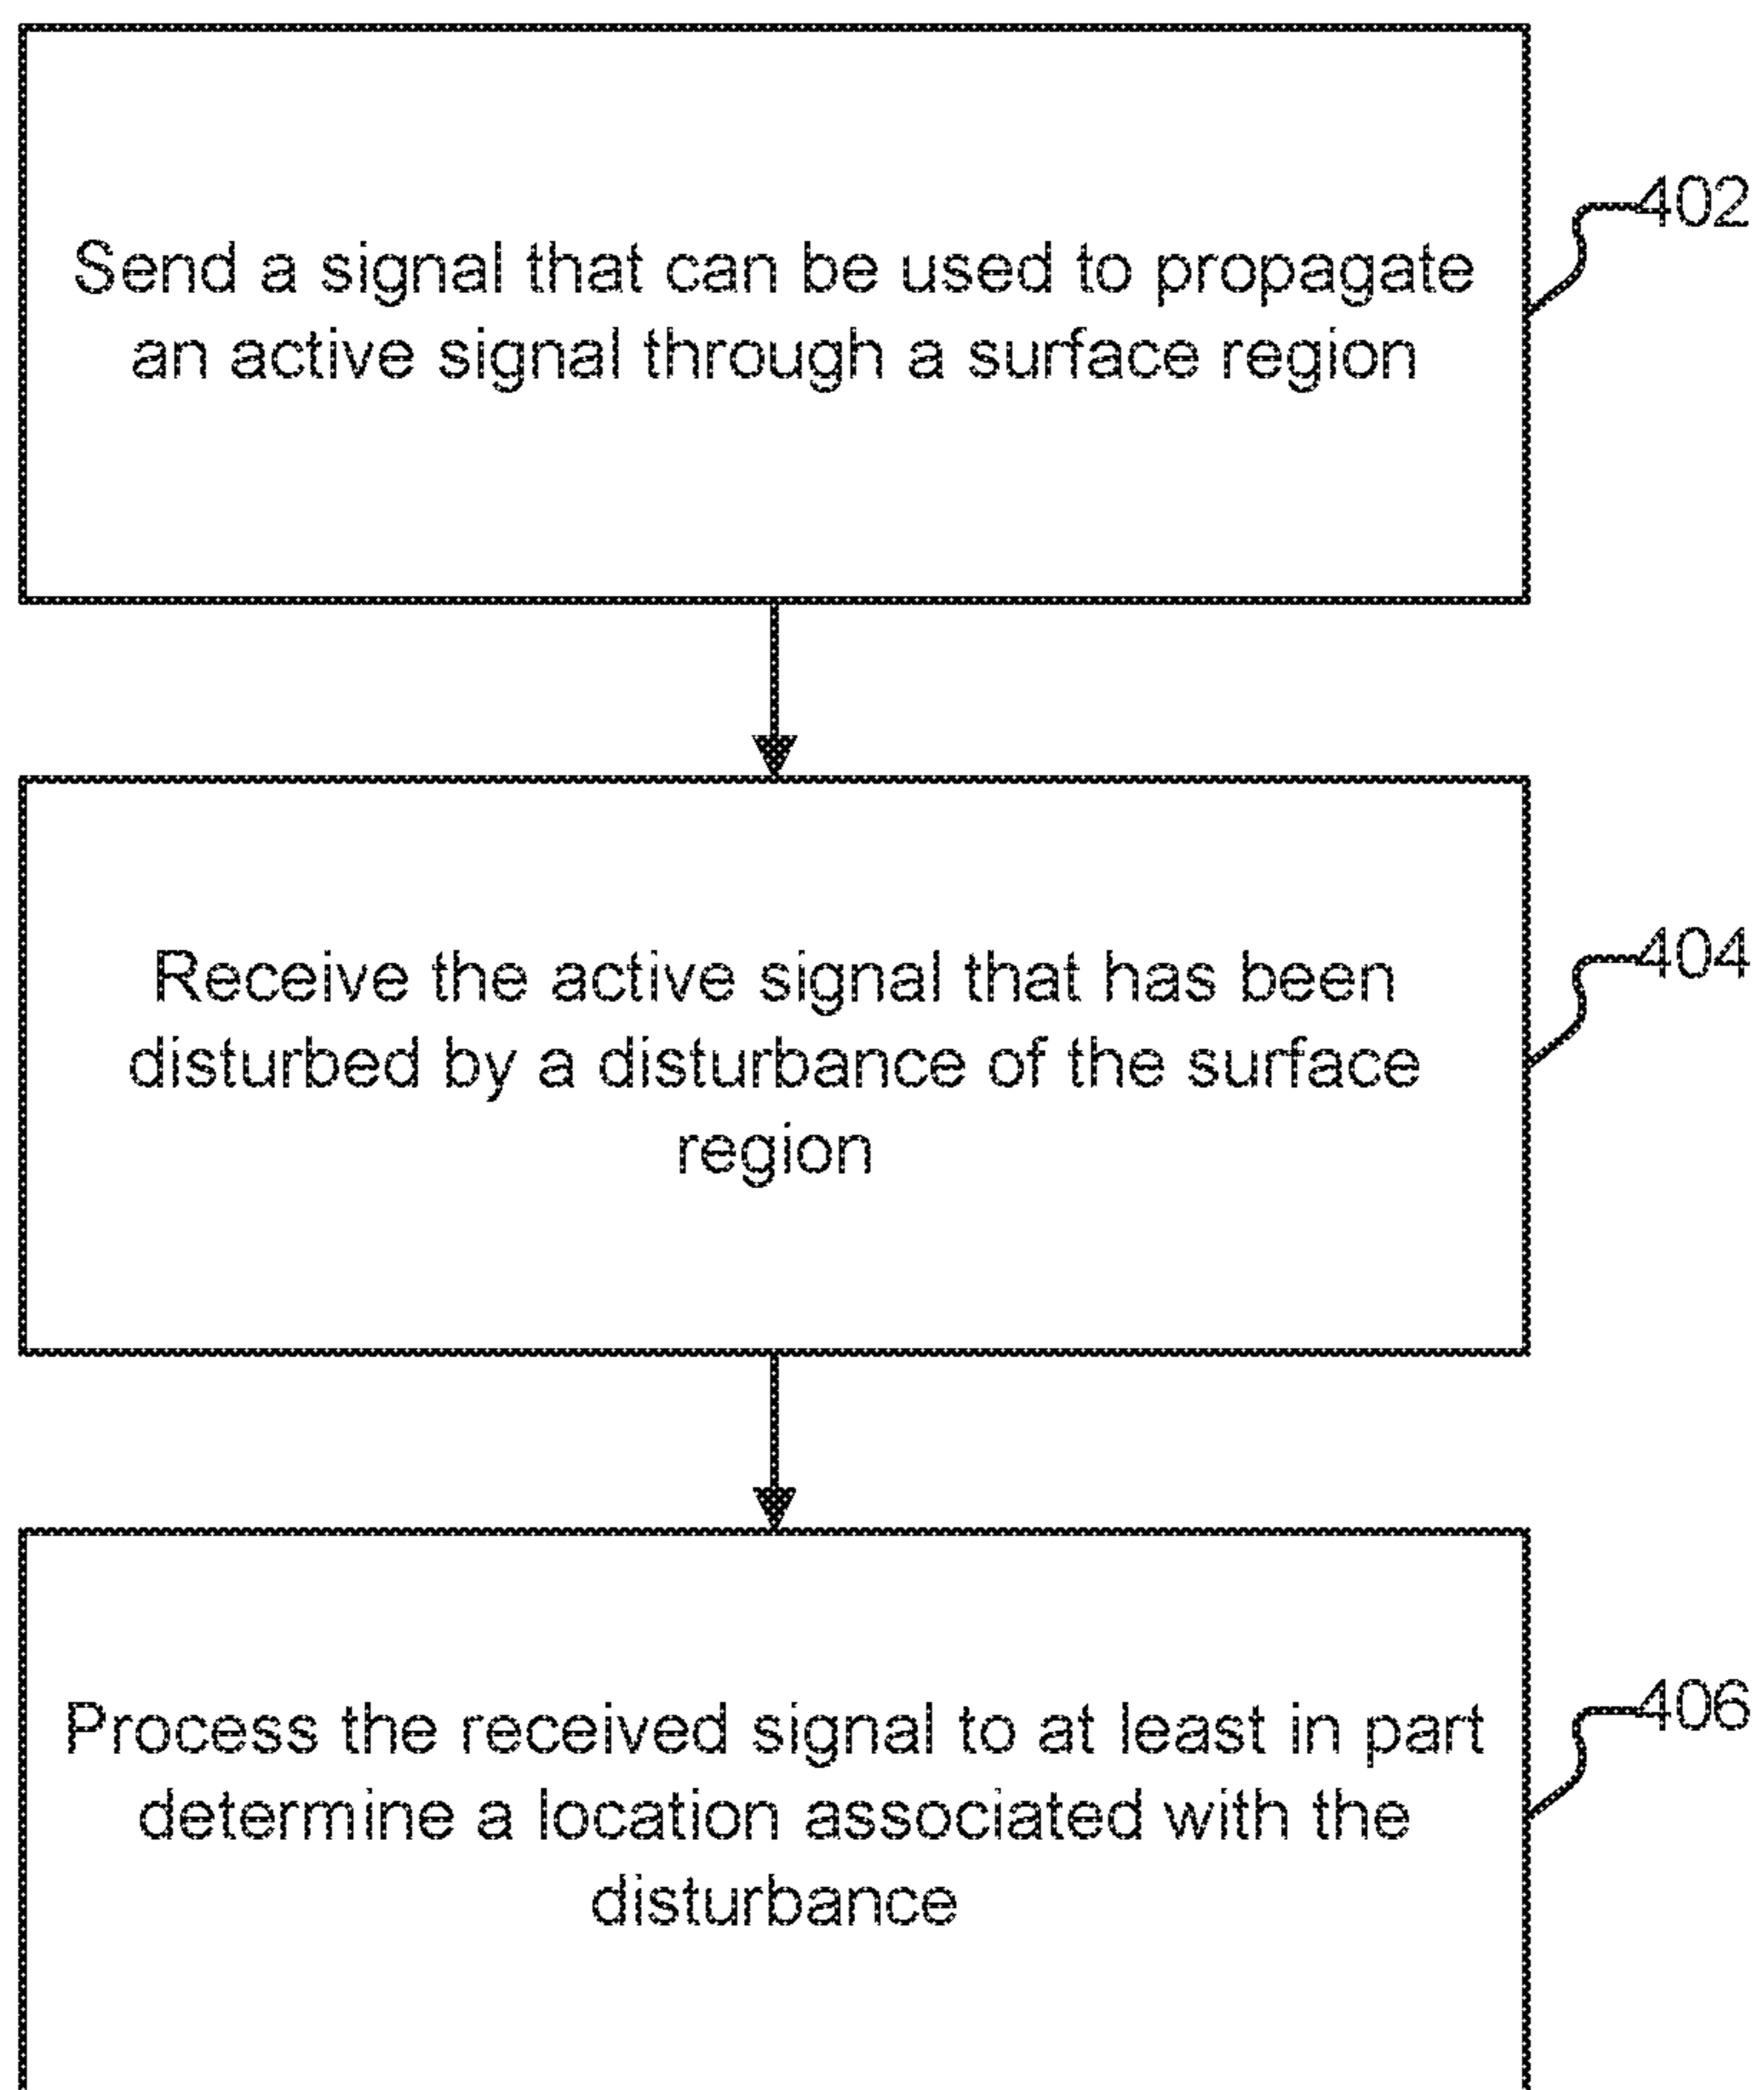 Send a signal that can be used to propagate
an active signal through a surface region
402
Receive the active signal that has been
disturbed by a disturbance of the surface
region
404
Process the received signal to at least in part
determine a location associated with the
disturbance
406